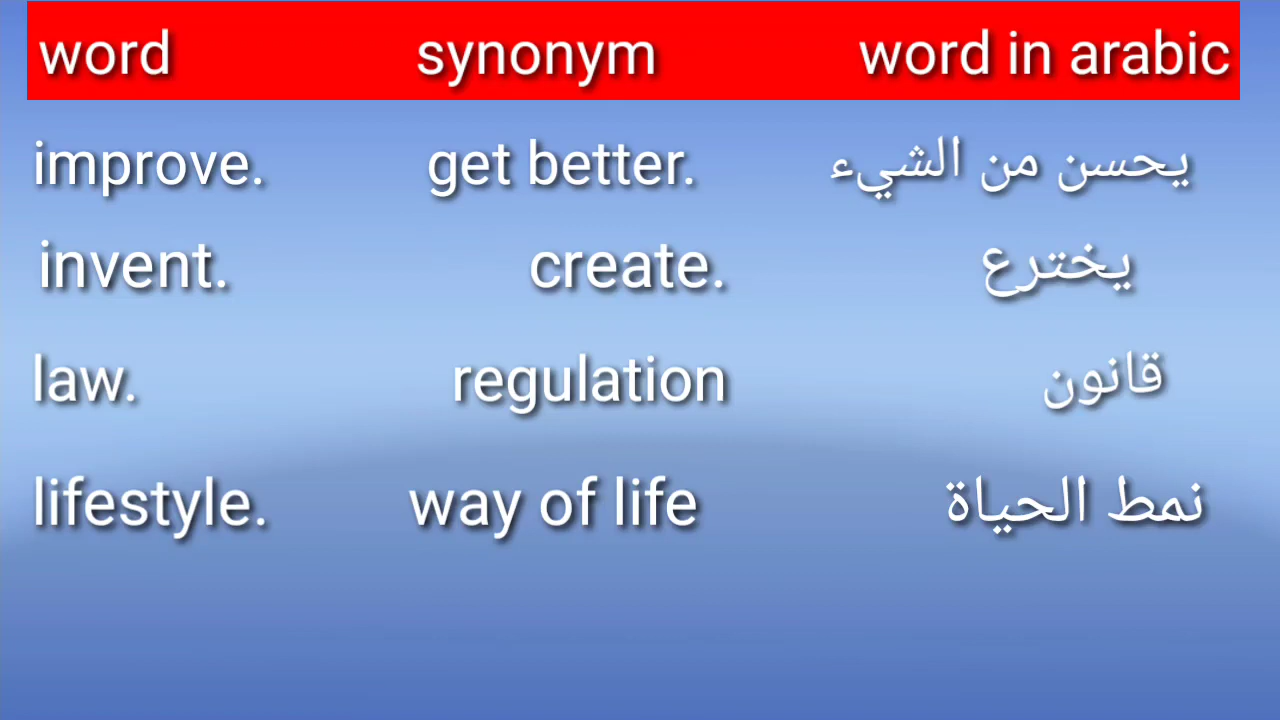 word synonym word in arabic
improve. get better. يحسن من الشيء
invent. create. يخترع
law. regulation قانون
lifestyle. way of life نمط الحياة